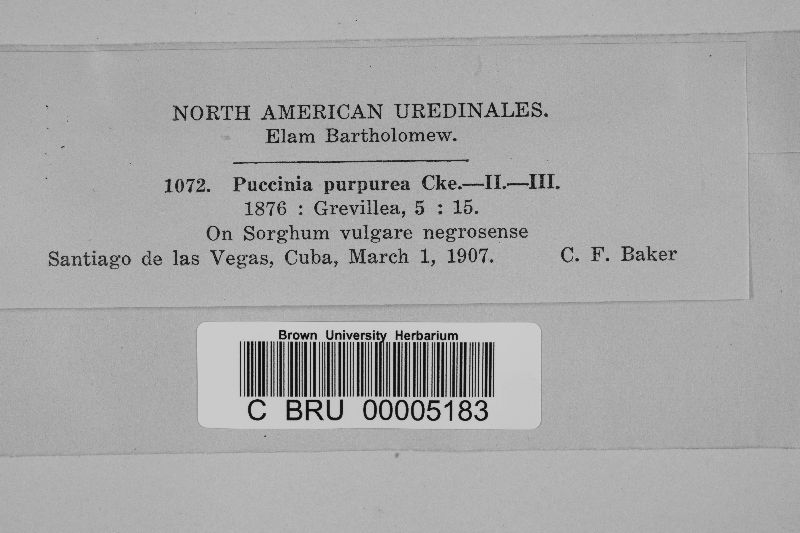 NORTH AMERICAN UREDINALES.
Elam Bartholomew.
1072. Puccinia purpurea Cke.—II.—III.
1876 : Grevillea, 5 : 15.
On Sorghum vulgare negrosense
Santiago de las Vegas, Cuba, March 1, 1907. C. F. Baker
Brown University Herbarium
C BRU 00005183